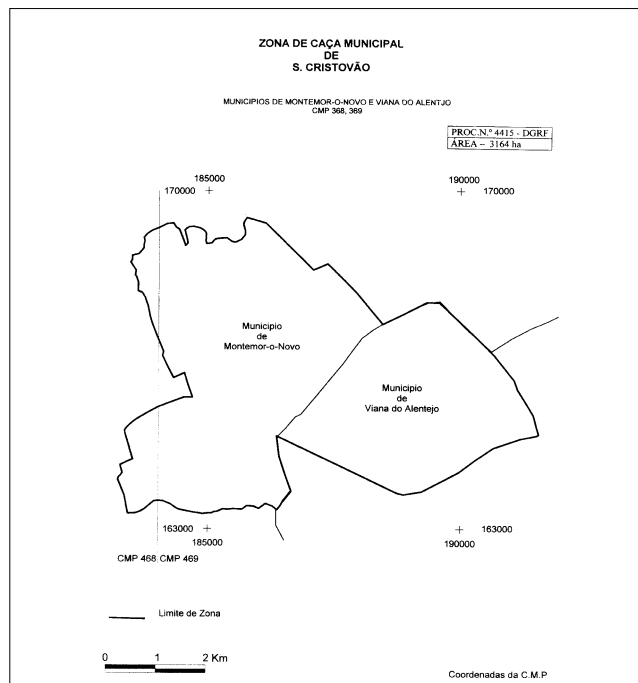 ZONA DE CAÇA MUNICIPAL
DE
S. CRISTOVÃO
MUNICIPIOS DE MONTEMOR-O-NOVO E VIANA DO ALENTJO
CMP 368, 369
PROC.N.º 4415 - DGRF
ÁREA – 3164 ha
185000
190000
170000
170000
Municipio
de
Montemor-o-Novo
Municipio
de
Viana do Alentejo
163000
163000
185000
190000
CMP 468 CMP 469
Limite de Zona
0 1 2 Km
Coordenadas da C.M.P